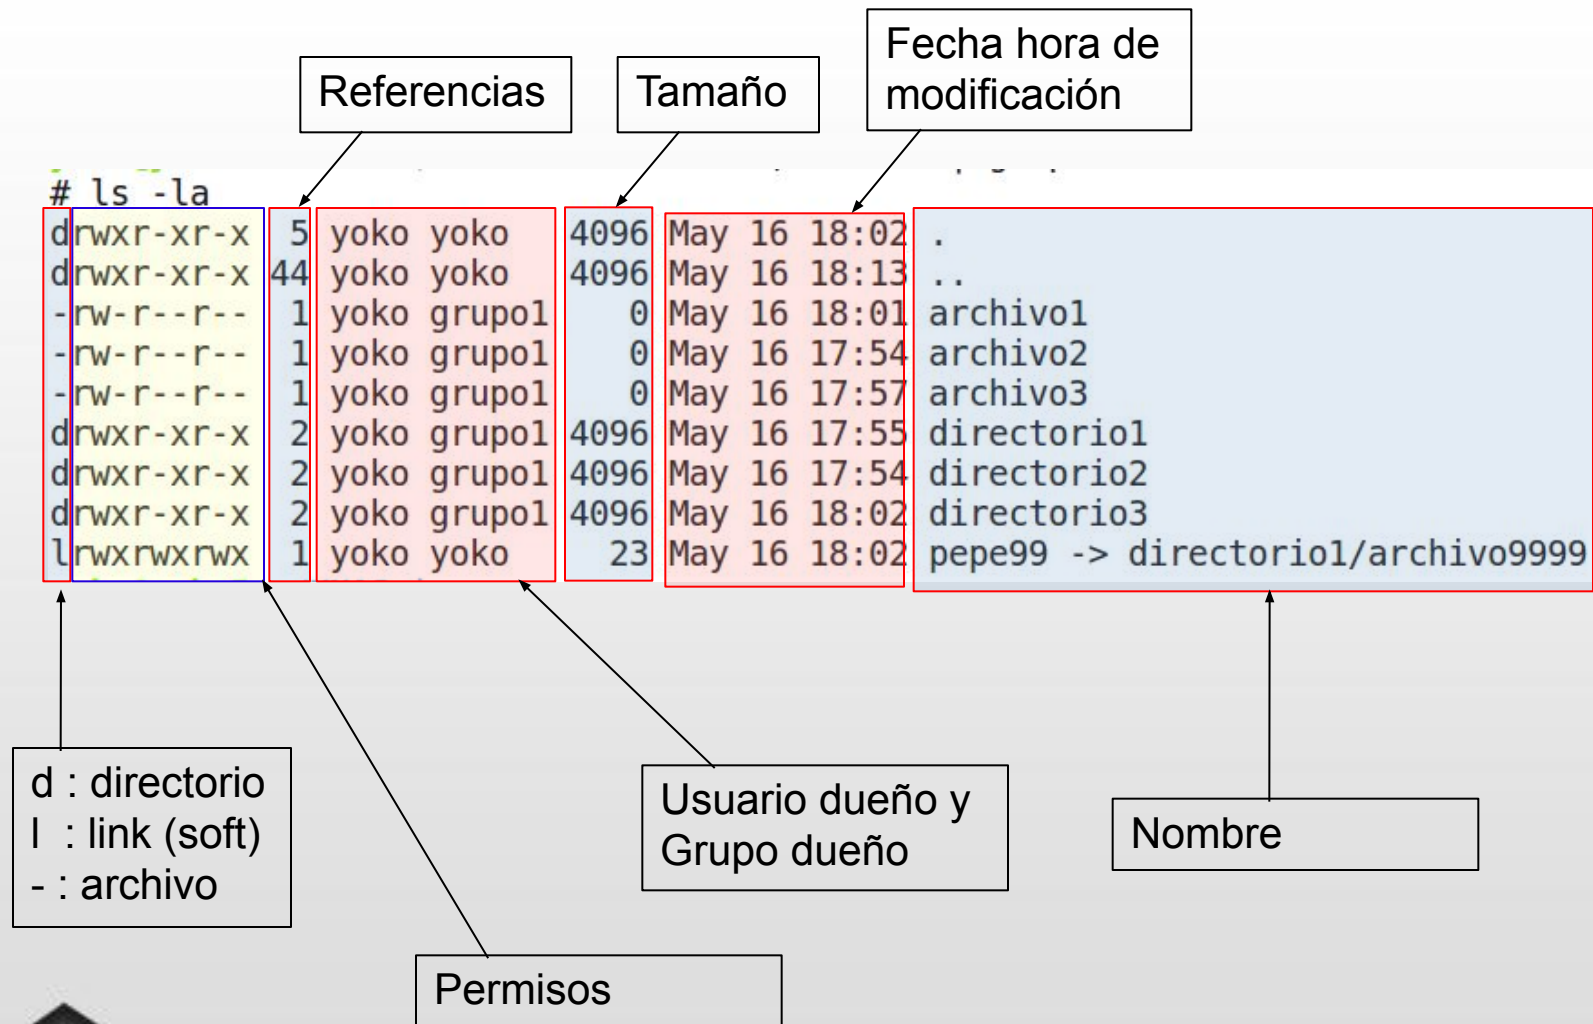 Fecha hora de
modificación
Referencias
Tamaño
# ls -la
drwxr-xr-x  5 yoko yoko   4096 May 16 18:02 .
drwxr-xr-x 44 yoko yoko   4096 May 16 18:13 ..
-rw-r--r--  1 yoko grupo1    0 May 16 18:01 archivo1
-rw-r--r--  1 yoko grupo1    0 May 16 17:54 archivo2
-rw-r--r--  1 yoko grupo1    0 May 16 17:57 archivo3
drwxr-xr-x  2 yoko grupo1 4096 May 16 17:55 directorio1
drwxr-xr-x  2 yoko grupo1 4096 May 16 17:54 directorio2
drwxr-xr-x  2 yoko grupo1 4096 May 16 18:02 directorio3
lrwxrwxrwx  1 yoko yoko     23 May 16 18:02 pepe99 -> directorio1/archivo9999
d : directorio
l : link (soft)
- : archivo
Usuario dueño y
Grupo dueño
Nombre
Permisos